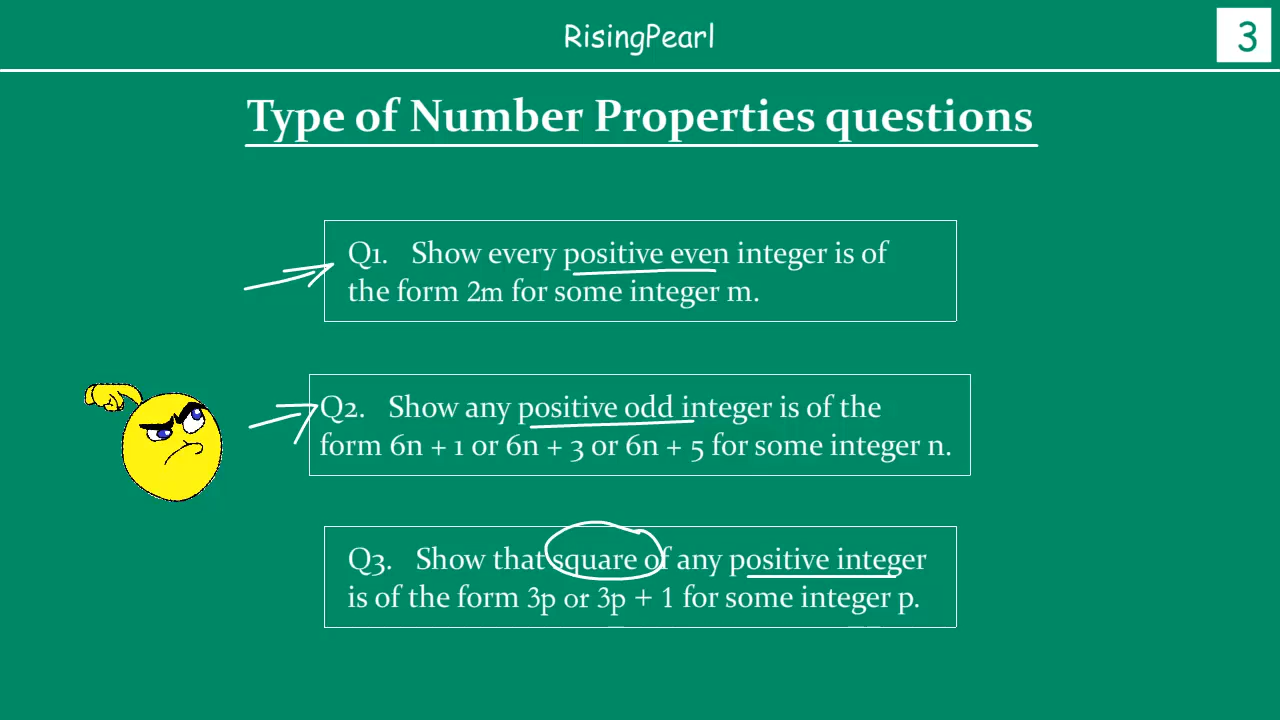 RisingPearl
3
Type of Number Properties questions
Q1. Show every positive even integer is of
the form 2m for some integer m.
Q2. Show any positive odd integer is of the
form 6n + 1 or 6n + 3 or 6n + 5 for some integer n.
Q3. Show that square of any positive integer
is of the form 3p or 3p + 1 for some integer p.